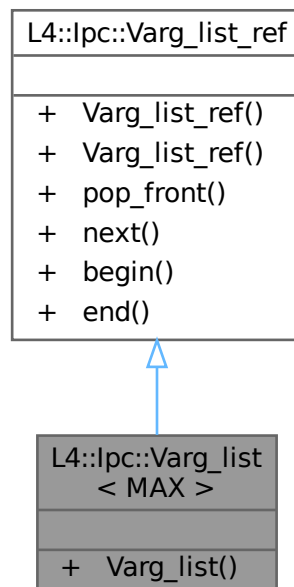 L4::Ipc::Varg_list_ref
+ Varg_list_ref()
+ Varg_list_ref()
+ pop_front()
+ next()
+ begin()
+ end()
L4::Ipc::Varg_list
< MAX >
+ Varg_list()